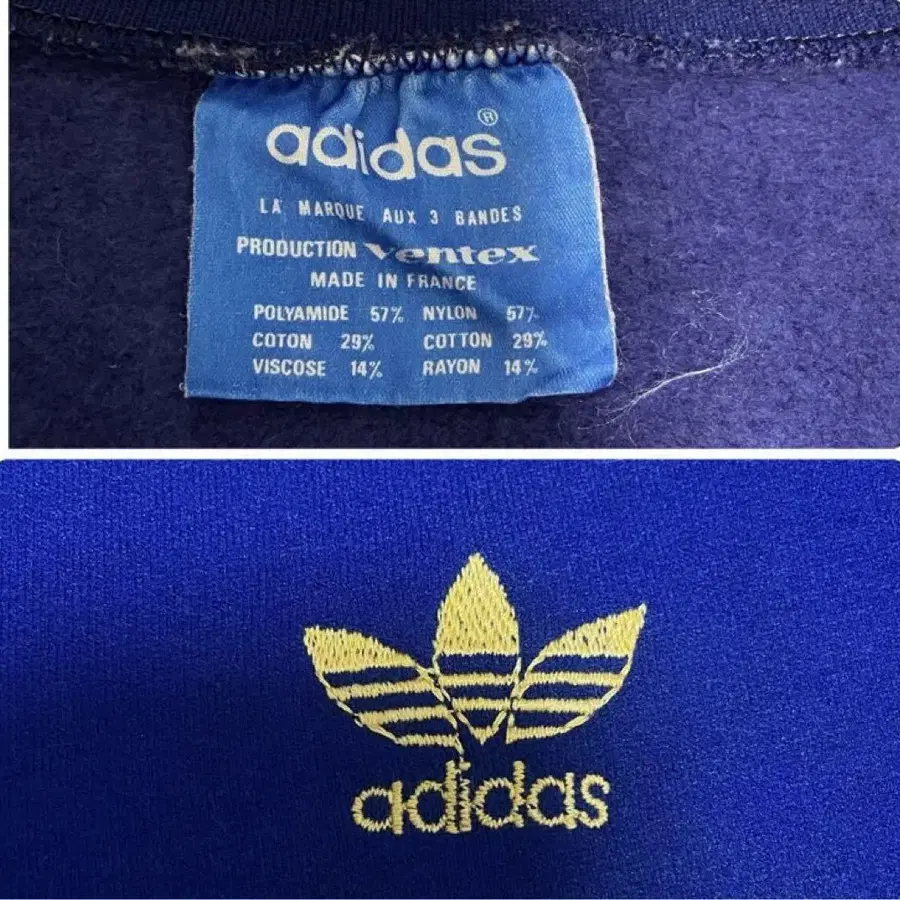 adidas®
LA MARQUE AUX 3 BANDES
PRODUCTION ventex
MADE IN FRANCE
POLYAMIDE 57% NYLON 57%
COTON 29% COTTON 29%
VISCOSE 14% RAYON 14%
adidas